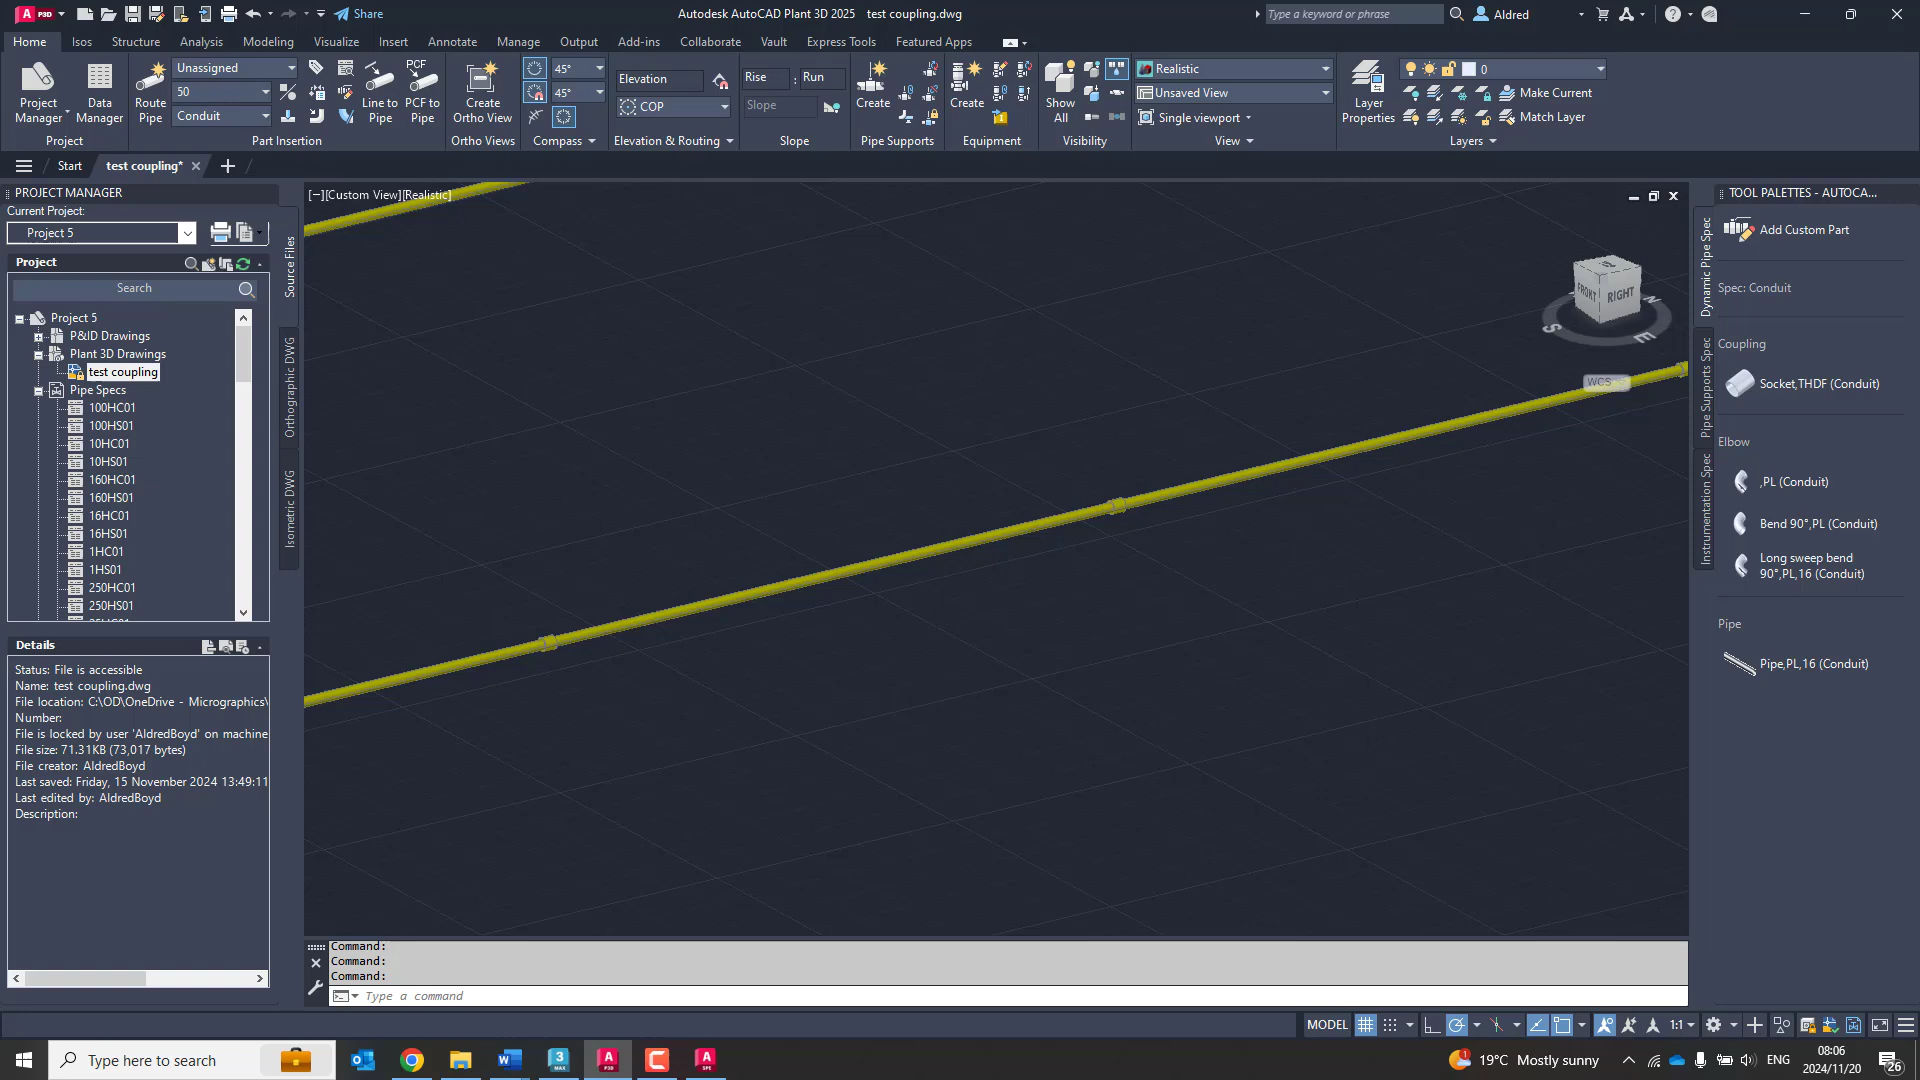 P3D
Share
Autodesk AutoCAD Plant 3D 2025 test coupling.dwg
Type a keyword or phrase
Aldred
Home Isos Structure Analysis Modeling Visualize Insert Annotate Manage Output Add-ins Collaborate Vault Express Tools Featured Apps
Project Manager
Data Manager
Project
Route Pipe
Unassigned
50
Conduit
Line to Pipe
PCF
PCF to Pipe
Part Insertion
Create Ortho View
Ortho Views
45°
45°
Compass
Elevation
COP
Elevation & Routing
Rise : Run
Slope
Slope
Create
Pipe Supports
Create
Equipment
Show All
Visibility
Realistic
Unsaved View
Single viewport
View
Layer Properties
0
Make Current
Match Layer
Layers
Start
test coupling*
PROJECT MANAGER
Current Project:
Project 5
Project
Search
Project 5
P&ID Drawings
Plant 3D Drawings
test coupling
Pipe Specs
100HC01
100HS01
10HC01
10HS01
160HC01
160HS01
16HC01
16HS01
1HC01
1HS01
250HC01
250HS01
Source Files
Orthographic DWG
Isometric DWG
Details
Status: File is accessible
Name: test coupling.dwg
File location: C:\OD\OneDrive - Micrographics\
Number:
File is locked by user 'AldredBoyd' on machine
File size: 71.31KB (73,017 bytes)
File creator: AldredBoyd
Last saved: Friday, 15 November 2024 13:49:11
Last edited by: AldredBoyd
Description:
[−][Custom View][Realistic]
FRONT
RIGHT
S
E
N
WCS
Command:
Command:
Command:
Type a command
TOOL PALETTES - AUTOCA...
Dynamic Pipe Spec
Pipe Supports Spec
Instrumentation Spec
Add Custom Part
Spec: Conduit
Coupling
Socket,THDF (Conduit)
Elbow
,PL (Conduit)
Bend 90°,PL (Conduit)
Long sweep bend
90°,PL,16 (Conduit)
Pipe
Pipe,PL,16 (Conduit)
MODEL
1:1
Type here to search
19°C Mostly sunny
ENG
08:06
2024/11/20
26